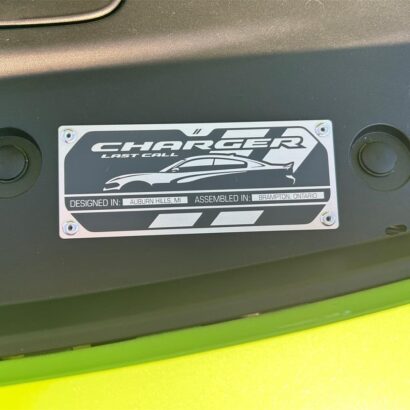 CHARGER
LAST CALL
DESIGNED IN: AUBURN HILLS, MI ASSEMBLED IN: BRAMPTON, ONTARIO